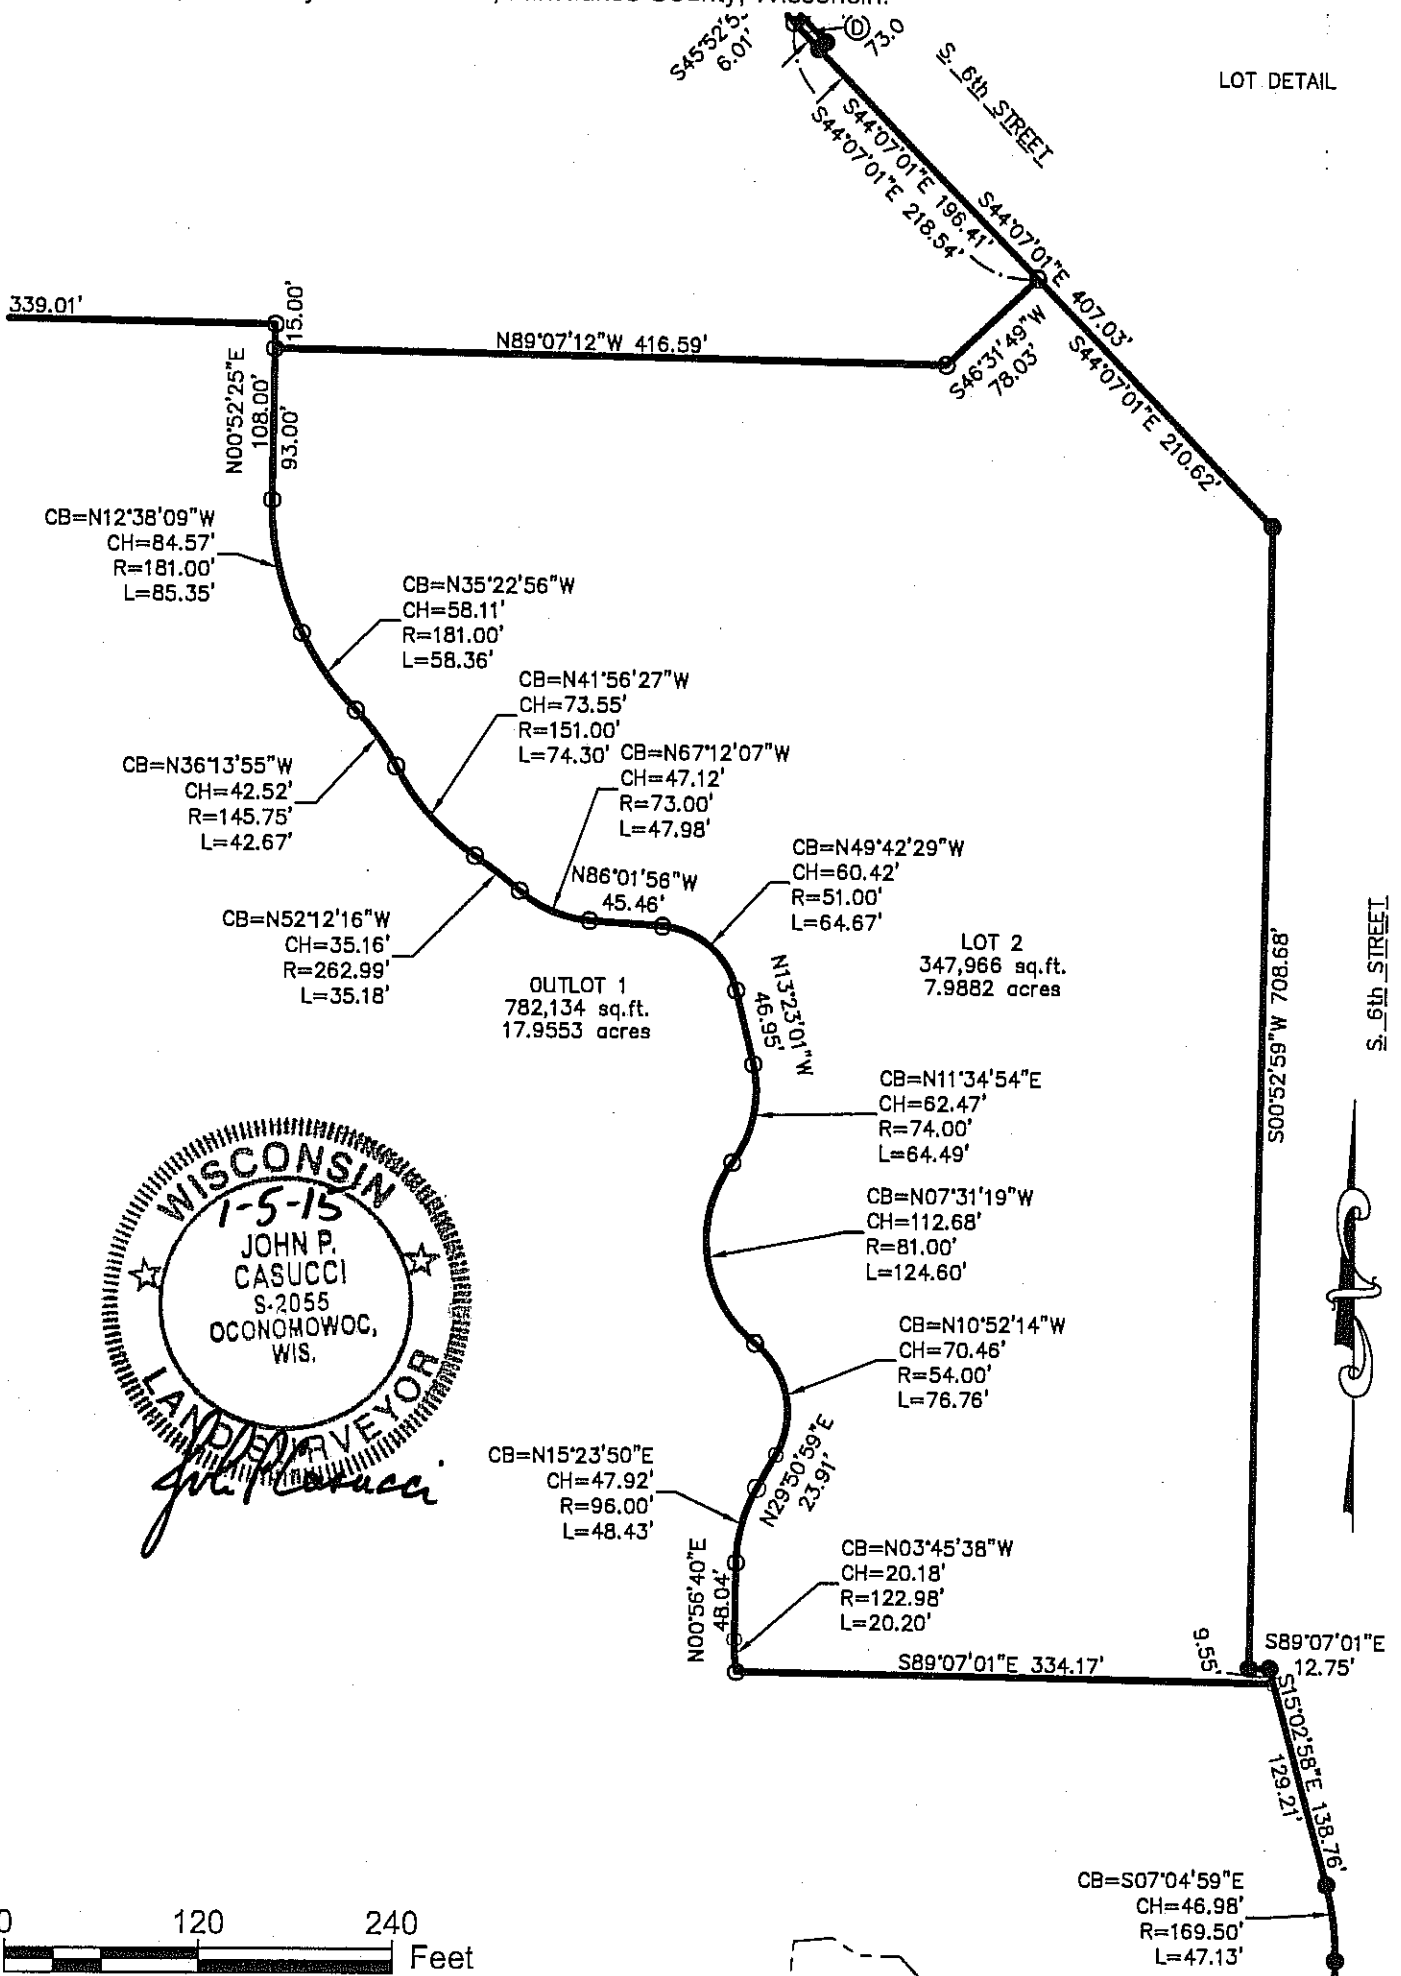 LOT DETAIL
S45°52'5
6.01'
D
73.0
S. 6th STREET
S44°07'01"E 196.41'
S44°07'01"E 218.54'
S44°07'01"E 407.03'
S44°07'01"E 210.62'
339.01'
15.00'
N89°07'12"W 416.59'
S46°31'49"W
78.03'
N00°52'25"E
108.00'
93.00'
CB=N12°38'09"W
CH=84.57'
R=181.00'
L=85.35'
CB=N35°22'56"W
CH=58.11'
R=181.00'
L=58.36'
CB=N41°56'27"W
CH=73.55'
R=151.00'
L=74.30'
CB=N67°12'07"W
CH=47.12'
R=73.00'
L=47.98'
CB=N36°13'55"W
CH=42.52'
R=145.75'
L=42.67'
CB=N49°42'29"W
CH=60.42'
R=51.00'
L=64.67'
N86°01'56"W
45.46'
CB=N52°12'16"W
CH=35.16'
R=262.99'
L=35.18'
OUTLOT 1
782,134 sq.ft.
17.9553 acres
LOT 2
347,966 sq.ft.
7.9882 acres
N13°23'01"W
46.95'
S00°52'59"W 708.68'
S. 6th STREET
CB=N11°34'54"E
CH=62.47'
R=74.00'
L=64.49'
CB=N07°31'19"W
CH=112.68'
R=81.00'
L=124.60'
CB=N10°52'14"W
CH=70.46'
R=54.00'
L=76.76'
WISCONSIN
1-5-15
JOHN P.
CASUCCI
S-2055
OCONOMOWOC,
WIS.
LAND SURVEYOR
John P Casucci
CB=N15°23'50"E
CH=47.92'
R=96.00'
L=48.43'
N29°50'59"E
23.91'
N00°56'40"E
48.04'
CB=N03°45'38"W
CH=20.18'
R=122.98'
L=20.20'
S89°07'01"E 334.17'
9.55'
S89°07'01"E
12.75'
S15°02'58"E 138.76'
129.21'
CB=S07°04'59"E
CH=46.98'
R=169.50'
L=47.13'
0 120 240
Feet